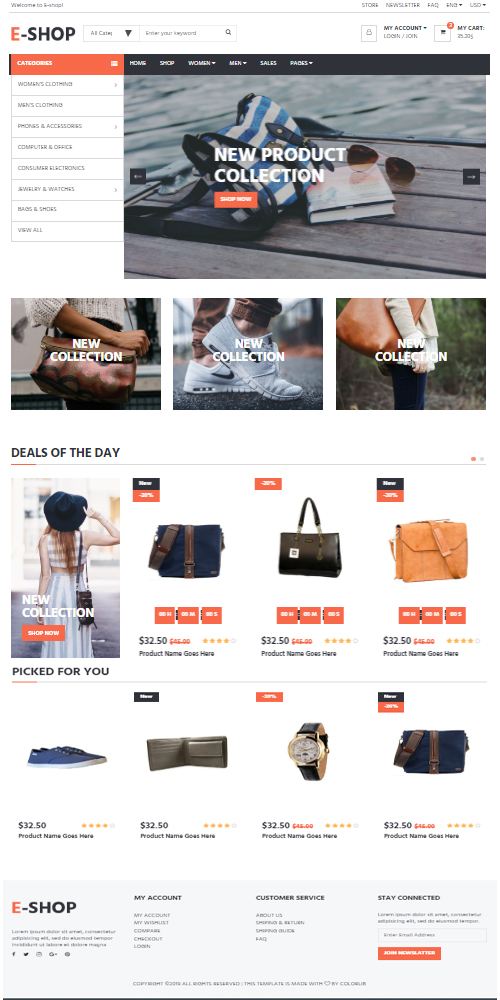 Welcome to E-shop!
STORE NEWSLETTER FAQ ENG USD
E-SHOP
All Cate
Enter your keyword
MY ACCOUNT
LOGIN / JOIN
2
MY CART:
35.20$
CATEGORIES
HOME SHOP WOMEN MEN SALES PAGES
WOMEN'S CLOTHING
MEN'S CLOTHING
PHONES & ACCESSORIES
COMPUTER & OFFICE
CONSUMER ELECTRONICS
JEWELRY & WATCHES
BAGS & SHOES
VIEW ALL
NEW PRODUCT
COLLECTION
SHOP NOW
NEW
COLLECTION
NEW
COLLECTION
NEW
COLLECTION
DEALS OF THE DAY
NEW
COLLECTION
SHOP NOW
New
-20%
00 H 00 M 00 S
$32.50 $45.00
Product Name Goes Here
-20%
00 H 00 M 00 S
$32.50 $45.00
Product Name Goes Here
New
-20%
00 H 00 M 00 S
$32.50 $45.00
Product Name Goes Here
PICKED FOR YOU
$32.50
Product Name Goes Here
New
$32.50
Product Name Goes Here
-20%
$32.50 $45.00
Product Name Goes Here
New
-20%
$32.50 $45.00
Product Name Goes Here
E-SHOP
Lorem ipsum dolor sit amet, consectetur
adipiscing elit, sed do eiusmod tempor
incididunt ut labore et dolore magna
MY ACCOUNT
MY ACCOUNT
MY WISHLIST
COMPARE
CHECKOUT
LOGIN
CUSTOMER SERVICE
ABOUT US
SHIPING & RETURN
SHIPING GUIDE
FAQ
STAY CONNECTED
Lorem ipsum dolor sit amet, consectetur
adipiscing elit, sed do eiusmod tempor.
Enter Email Address
JOIN NEWSLATTER
COPYRIGHT ©2019 ALL RIGHTS RESERVED | THIS TEMPLATE IS MADE WITH BY COLORLIB